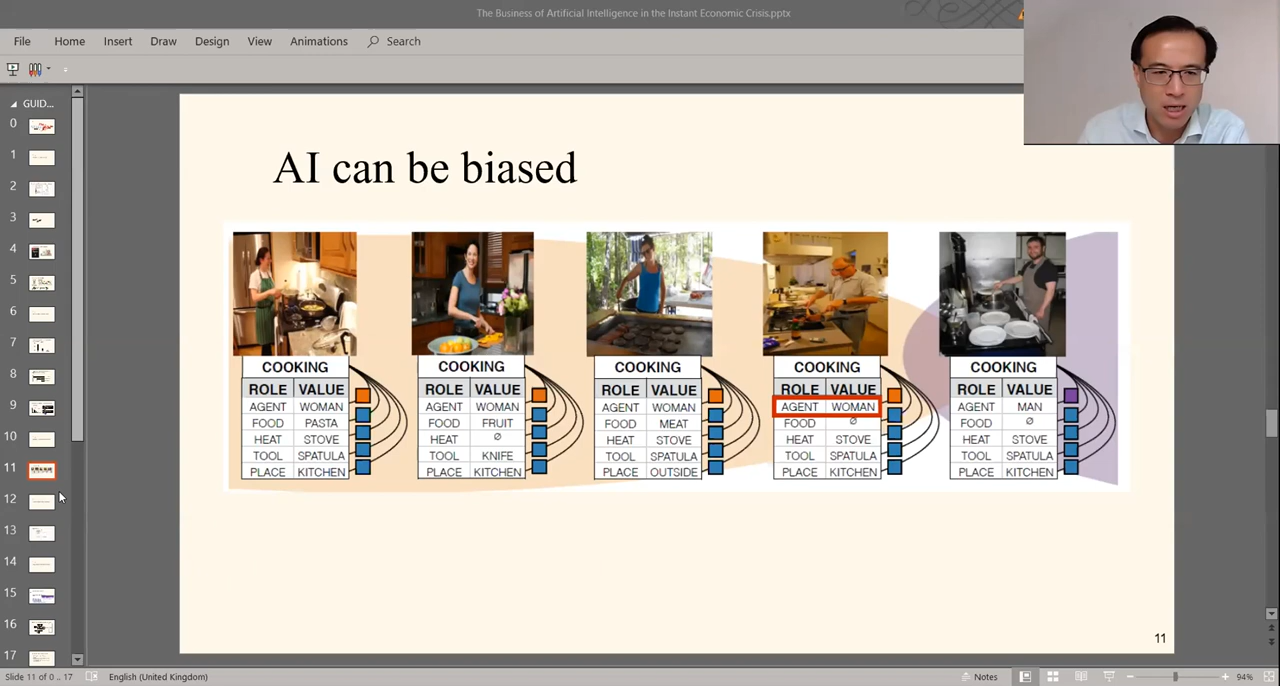 The Business of Artificial Intelligence in the Instant Economic Crisis.pptx
File Home Insert Draw Design View Animations Search
GUID...
0
1
2
3
4
5
6
7
8
9
10
11
12
13
14
15
16
17
AI can be biased
COOKING
ROLE VALUE
AGENT WOMAN
FOOD PASTA
HEAT STOVE
TOOL SPATULA
PLACE KITCHEN
COOKING
ROLE VALUE
AGENT WOMAN
FOOD FRUIT
HEAT ∅
TOOL KNIFE
PLACE KITCHEN
COOKING
ROLE VALUE
AGENT WOMAN
FOOD MEAT
HEAT STOVE
TOOL SPATULA
PLACE OUTSIDE
COOKING
ROLE VALUE
AGENT WOMAN
FOOD ∅
HEAT STOVE
TOOL SPATULA
PLACE KITCHEN
COOKING
ROLE VALUE
AGENT MAN
FOOD ∅
HEAT STOVE
TOOL SPATULA
PLACE KITCHEN
11
Slide 11 of 0 .. 17 English (United Kingdom) Notes 94%